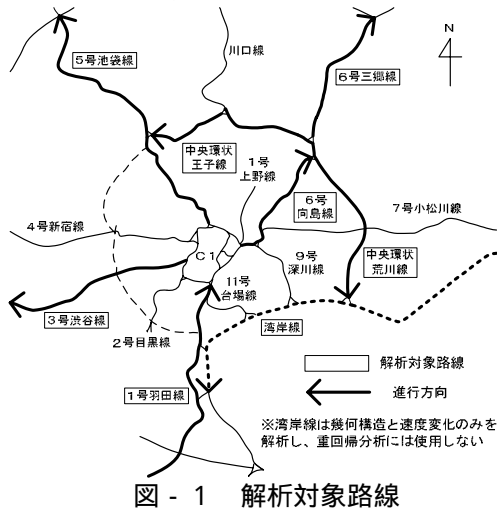 5号池袋線
川口線
6号三郷線
N
中央環状
王子線
1号
上野線
6号
向島線
7号小松川線
4号新宿線
C1
9号
深川線
中央環状
荒川線
11号
台場線
3号渋谷線
2号目黒線
湾岸線
1号羽田線
解析対象路線
進行方向
※湾岸線は幾何構造と速度変化のみを
解析し、重回帰分析には使用しない
図 - 1 解析対象路線